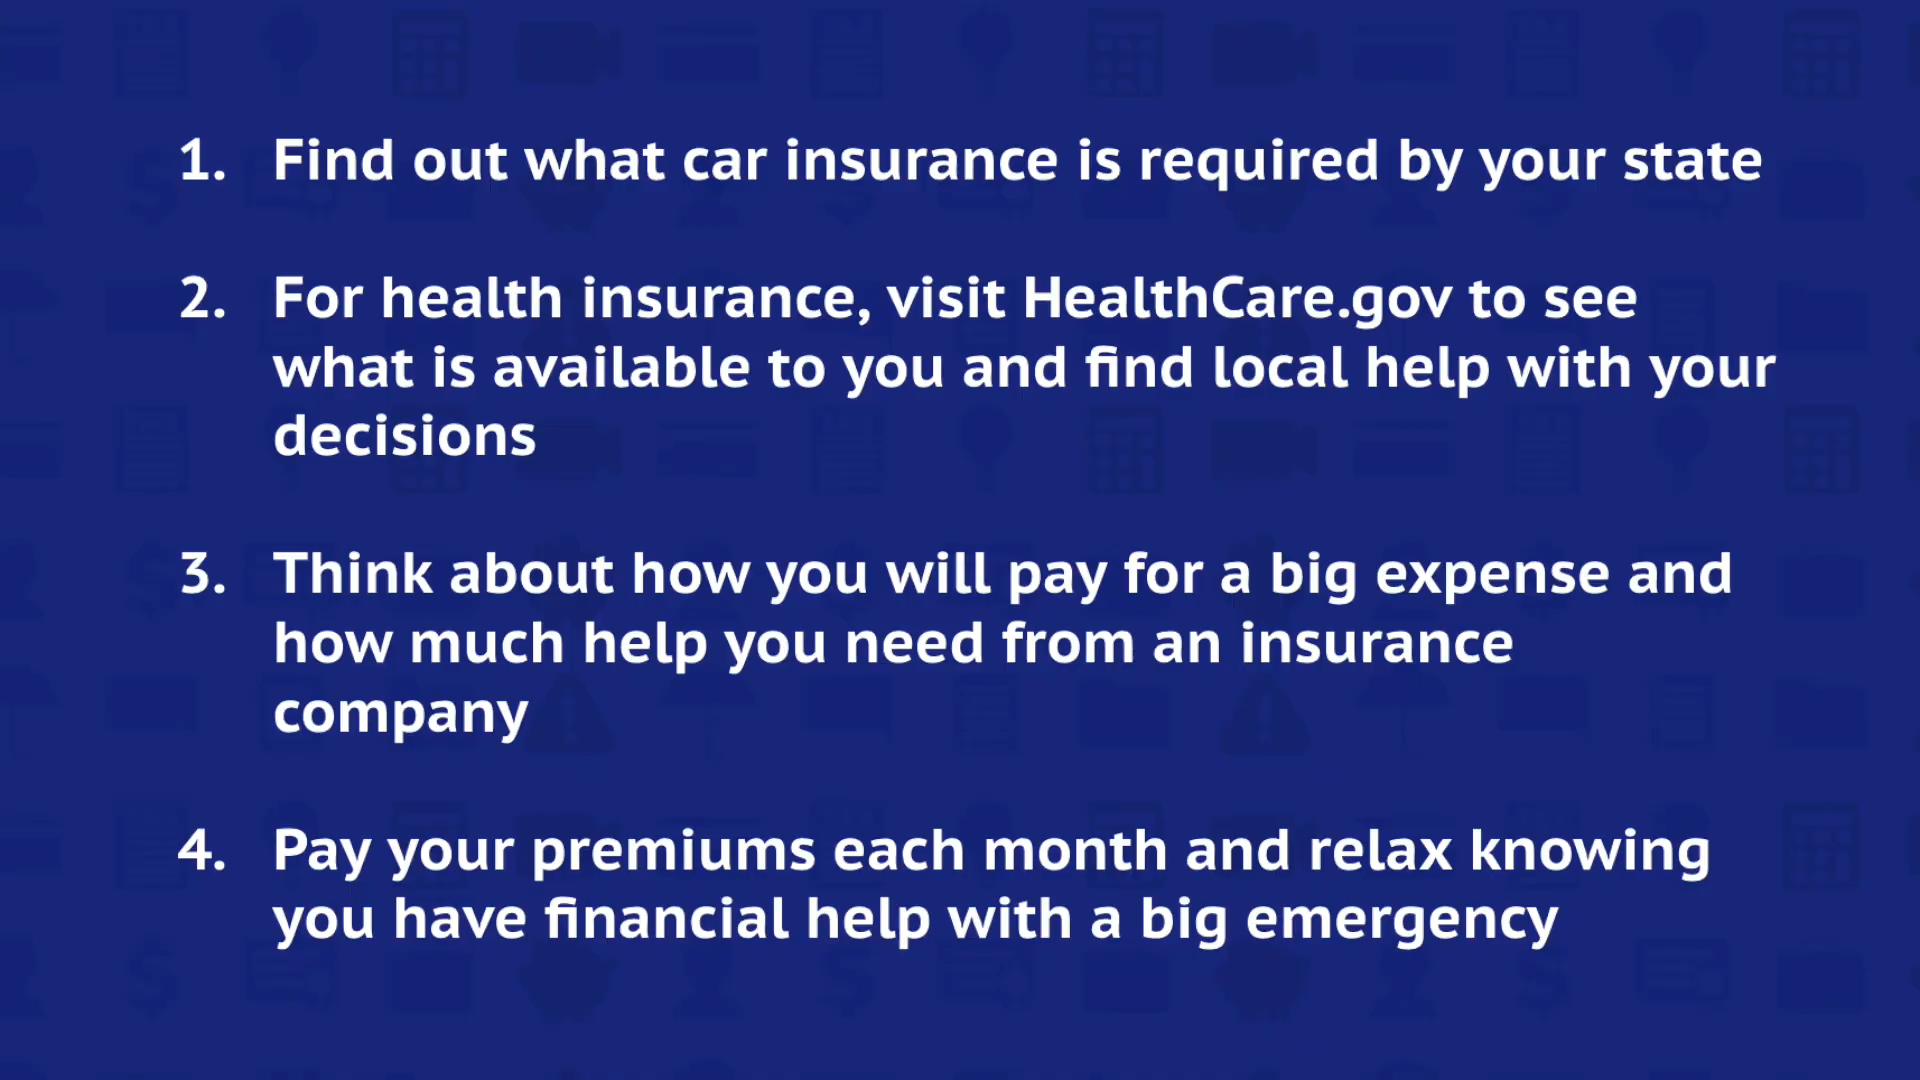 1. Find out what car insurance is required by your state
2. For health insurance, visit HealthCare.gov to see
what is available to you and find local help with your
decisions
3. Think about how you will pay for a big expense and
how much help you need from an insurance
company
4. Pay your premiums each month and relax knowing
you have financial help with a big emergency